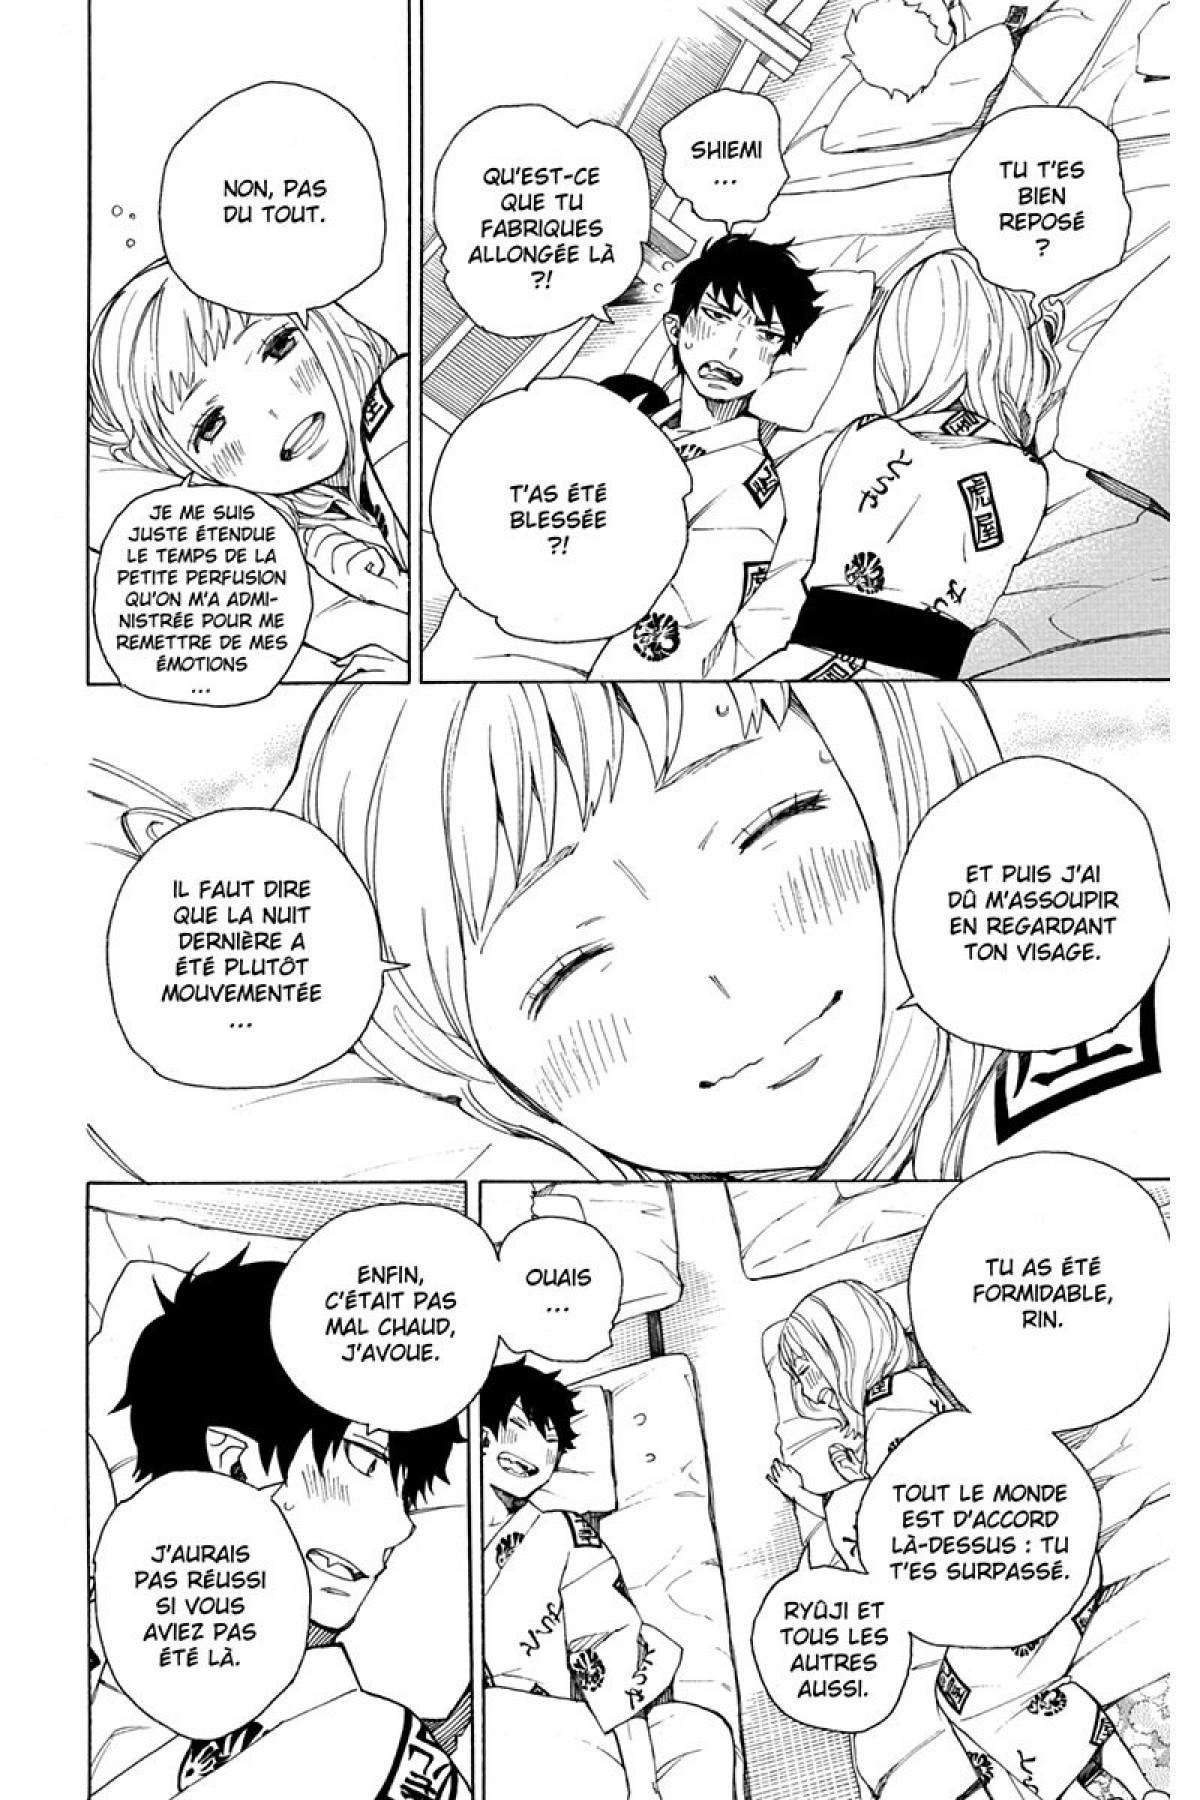 TU T'ES
BIEN
REPOSÉ
?
SHIEMI
...
QU'EST-CE
QUE TU
FABRIQUES
ALLONGÉE LÀ
?!
T'AS ÉTÉ
BLESSÉE
?!
NON, PAS
DU TOUT.
JE ME SUIS
JUSTE ÉTENDUE
LE TEMPS DE LA
PETITE PERFUSION
QU'ON M'A ADMI-
NISTRÉE POUR ME
REMETTRE DE MES
ÉMOTIONS
...
ET PUIS J'AI
DÛ M'ASSOUPIR
EN REGARDANT
TON VISAGE.
IL FAUT DIRE
QUE LA NUIT
DERNIÈRE A
ÉTÉ PLUTÔT
MOUVEMENTÉE
...
TU AS ÉTÉ
FORMIDABLE,
RIN.
TOUT LE MONDE
EST D'ACCORD
LÀ-DESSUS : TU
T'ES SURPASSÉ.
RYÛJI ET
TOUS LES
AUTRES
AUSSI.
OUAIS
...
ENFIN,
C'ÉTAIT PAS
MAL CHAUD,
J'AVOUE.
J'AURAIS
PAS RÉUSSI
SI VOUS
AVIEZ PAS
ÉTÉ LÀ.
虎屋